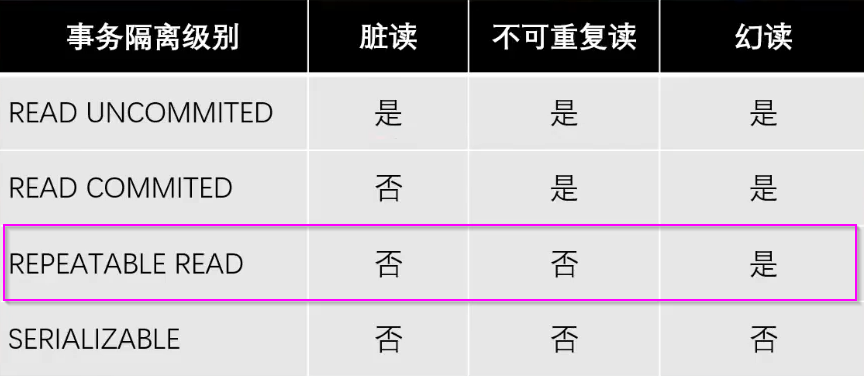 事务隔离级别 脏读 不可重复读 幻读
READ UNCOMMITED 是 是 是
READ COMMITED 否 是 是
REPEATABLE READ 否 否 是
SERIALIZABLE 否 否 否